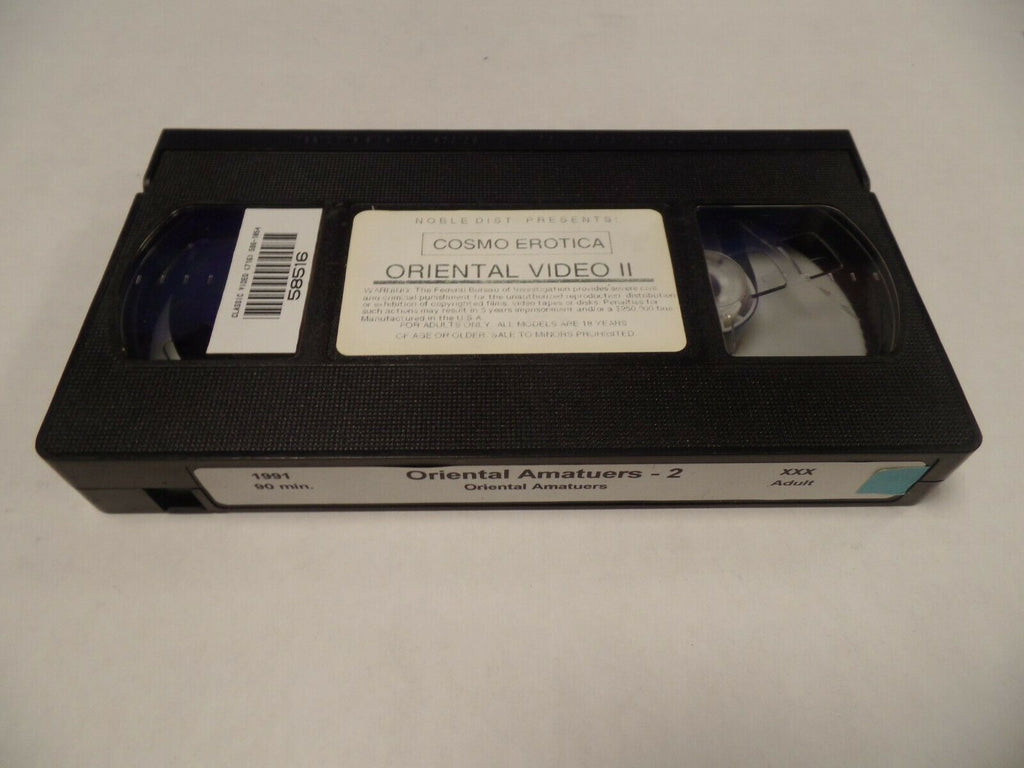 NOBLE DIST PRESENTS:
COSMO EROTICA
ORIENTAL VIDEO II
WARNING: The Federal Bureau of Investigation provides severe civil
and criminal punishment for the unauthorized reproduction, distribution
or exhibition of copyrighted films, video tapes or disks. Penalties for
such actions may result in 5 years imprisonment and/or a $250,000 fine.
Manufactured in the U.S.A.
FOR ADULTS ONLY. ALL MODELS ARE 18 YEARS
OF AGE OR OLDER. SALE TO MINORS PROHIBITED.
CLASSIC VIDEO (716)
58516
1991
90 min.
Oriental Amatuers - 2
Oriental Amatuers
XXX
Adult